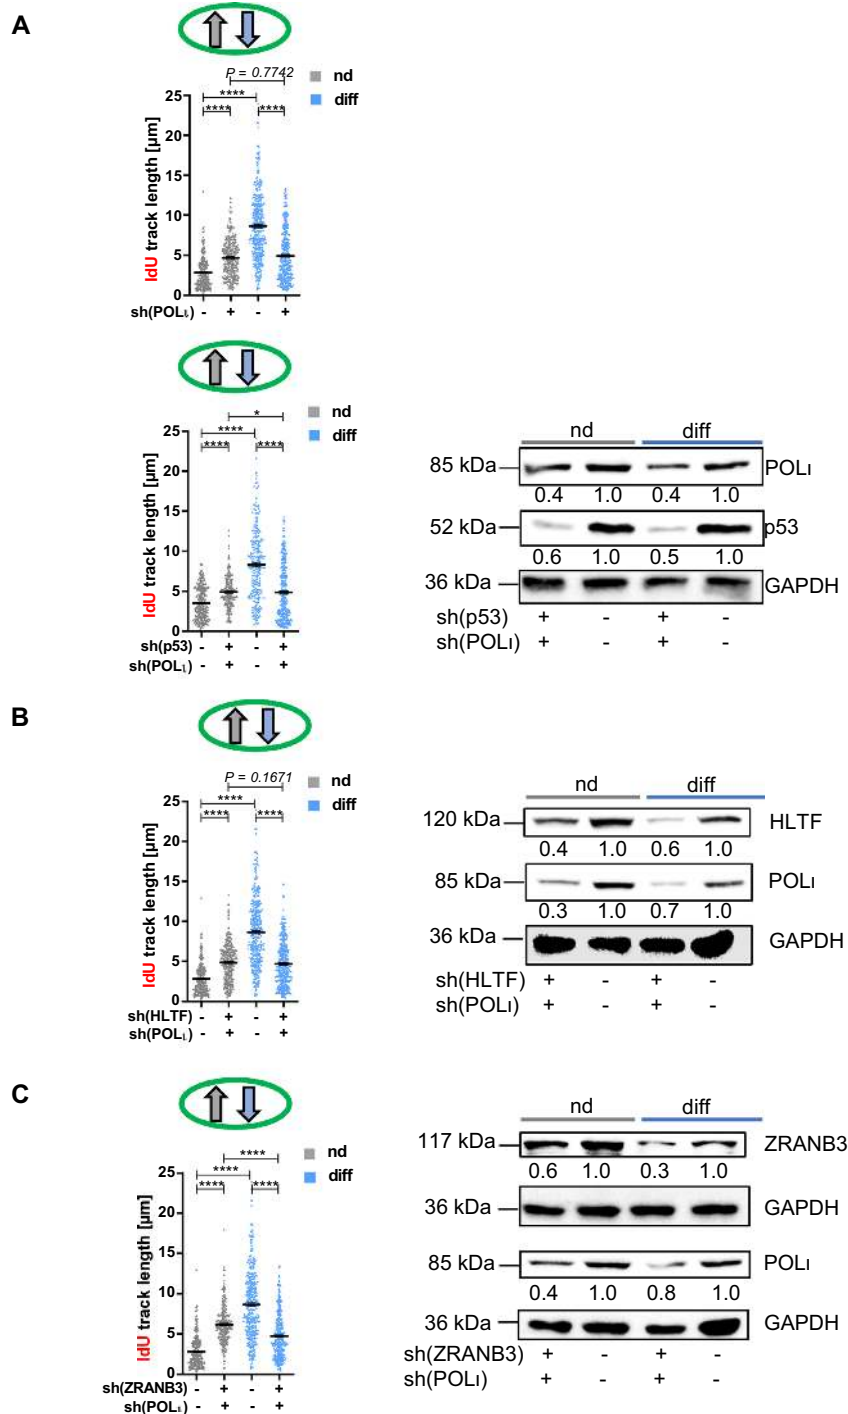 A
P = 0.7742
nd
diff
****
**** ****
25
20
15
10
5
0
IdU track length [µm]
sh(POLι) - + - +
nd
diff
*
****
**** ****
25
20
15
10
5
0
IdU track length [µm]
sh(p53) - + - +
sh(POLι) - + - +
nd diff
85 kDa POLι
0.4 1.0 0.4 1.0
52 kDa p53
0.6 1.0 0.5 1.0
36 kDa GAPDH
sh(p53) + - + -
sh(POLι) + - + -
B
P = 0.1671
nd
diff
****
**** ****
25
20
15
10
5
0
IdU track length [µm]
sh(HLTF) - + - +
sh(POLι) - + - +
nd diff
120 kDa HLTF
0.4 1.0 0.6 1.0
85 kDa POLι
0.3 1.0 0.7 1.0
36 kDa GAPDH
sh(HLTF) + - + -
sh(POLι) + - + -
C
nd
diff
****
****
**** ****
25
20
15
10
5
0
IdU track length [µm]
sh(ZRANB3) - + - +
sh(POLι) - + - +
nd diff
117 kDa ZRANB3
0.6 1.0 0.3 1.0
36 kDa GAPDH
85 kDa POLι
0.4 1.0 0.8 1.0
36 kDa GAPDH
sh(ZRANB3) + - + -
sh(POLι) + - + -